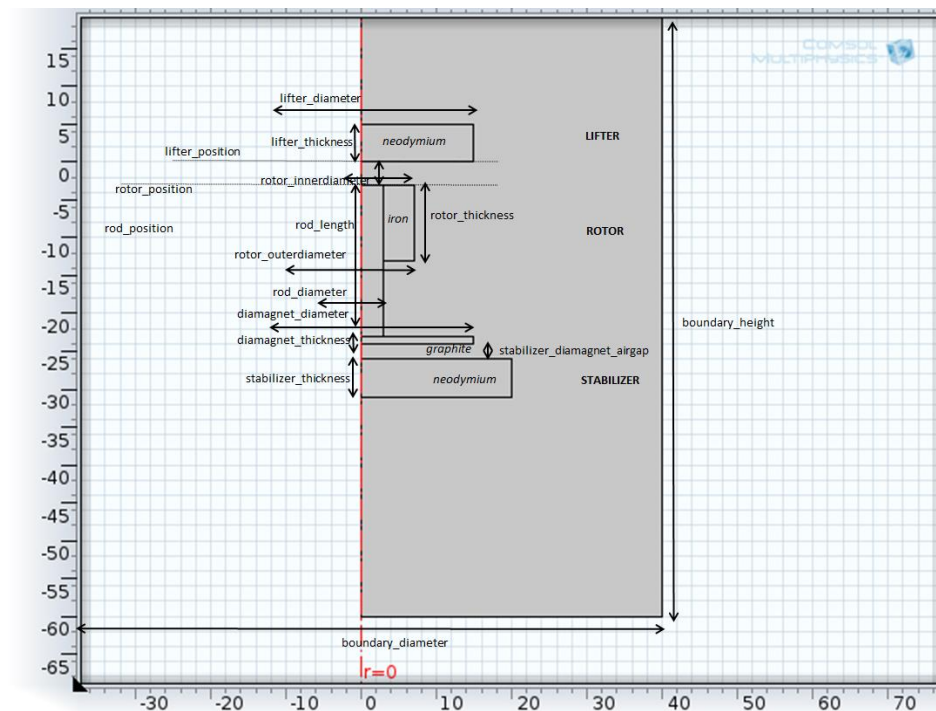 COMSOL
MULTIPHYSICS
15
10
5
0
-5
-10
-15
-20
-25
-30
-35
-40
-45
-50
-55
-60
-65
lifter_diameter
lifter_thickness
neodymium
LIFTER
lifter_position
rotor_innerdiameter
rotor_position
rod_position
rod_length
iron
rotor_thickness
ROTOR
rotor_outerdiameter
rod_diameter
diamagnet_diameter
diamagnet_thickness
graphite
stabilizer_diamagnet_airgap
boundary_height
stabilizer_thickness
neodymium
STABILIZER
boundary_diameter
r=0
-30
-20
-10
0
10
20
30
40
50
60
70